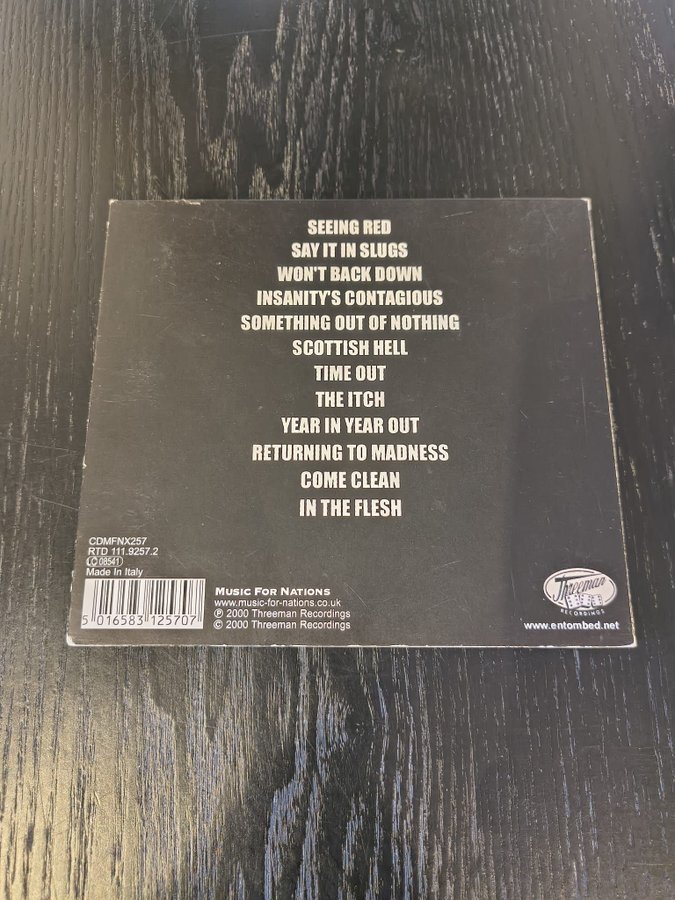 SEEING RED
SAY IT IN SLUGS
WON'T BACK DOWN
INSANITY'S CONTAGIOUS
SOMETHING OUT OF NOTHING
SCOTTISH HELL
TIME OUT
THE ITCH
YEAR IN YEAR OUT
RETURNING TO MADNESS
COME CLEAN
IN THE FLESH
CDMFNX257
RTD 111.9257.2
LC 08541
Made In Italy
5 016583 125707
MUSIC FOR NATIONS
www.music-for-nations.co.uk
℗ 2000 Threeman Recordings
© 2000 Threeman Recordings
Threeman
RECORDINGS
www.entombed.net